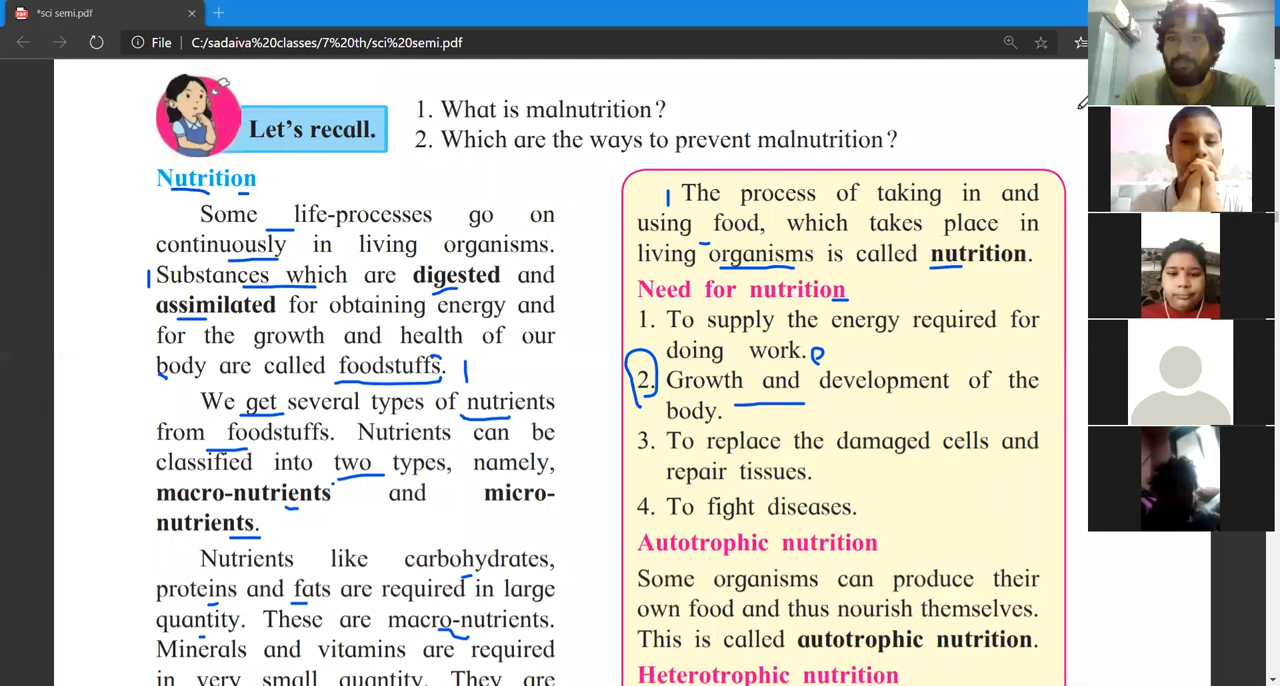 *sci semi.pdf
File | C:/sadaiva%20classes/7%20th/sci%20semi.pdf
Let's recall.
1. What is malnutrition?
2. Which are the ways to prevent malnutrition?
Nutrition
Some life-processes go on
continuously in living organisms.
Substances which are digested and
assimilated for obtaining energy and
for the growth and health of our
body are called foodstuffs.
We get several types of nutrients
from foodstuffs. Nutrients can be
classified into two types, namely,
macro-nutrients and micro-
nutrients.
Nutrients like carbohydrates,
proteins and fats are required in large
quantity. These are macro-nutrients.
Minerals and vitamins are required
in very small quantity. They are
The process of taking in and
using food, which takes place in
living organisms is called nutrition.
Need for nutrition
1. To supply the energy required for
doing work.
2. Growth and development of the
body.
3. To replace the damaged cells and
repair tissues.
4. To fight diseases.
Autotrophic nutrition
Some organisms can produce their
own food and thus nourish themselves.
This is called autotrophic nutrition.
Heterotrophic nutrition